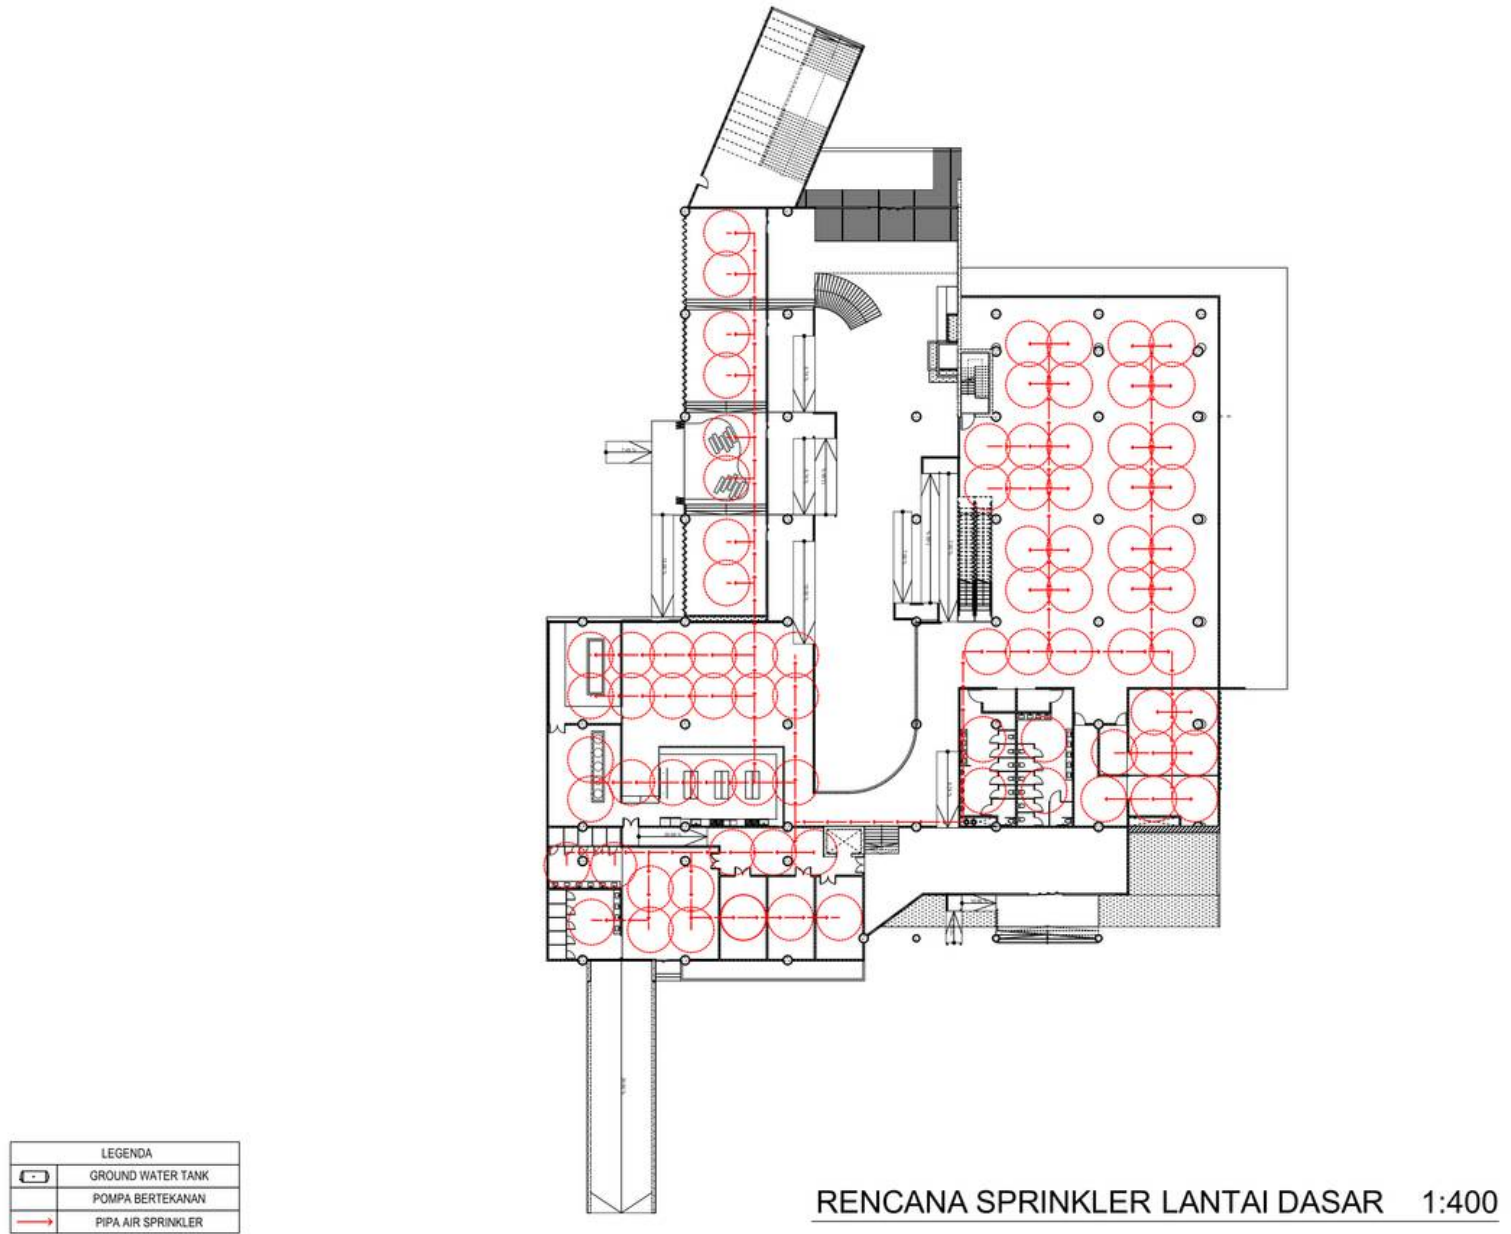 LEGENDA
GROUND WATER TANK
POMPA BERTEKANAN
PIPA AIR SPRINKLER
RENCANA SPRINKLER LANTAI DASAR 1:400